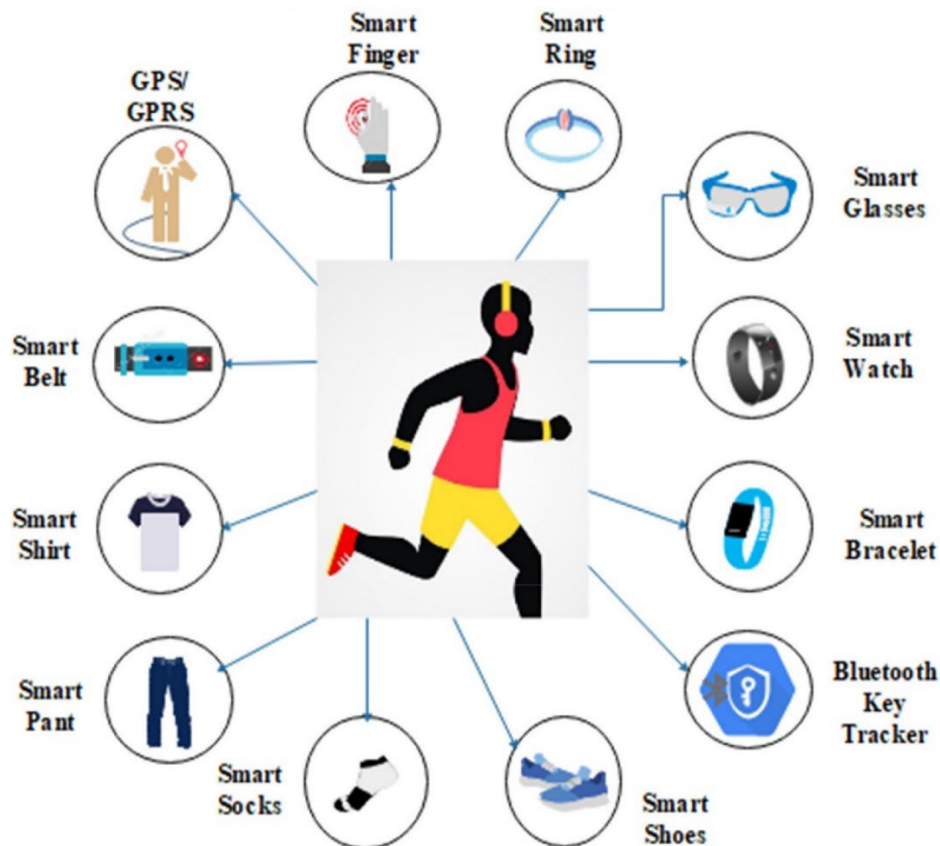 Smart
Finger
Smart
Ring
GPS/
GPRS
Smart
Glasses
Smart
Belt
Smart
Watch
Smart
Shirt
Smart
Bracelet
Smart
Pant
Bluetooth
Key
Tracker
Smart
Socks
Smart
Shoes